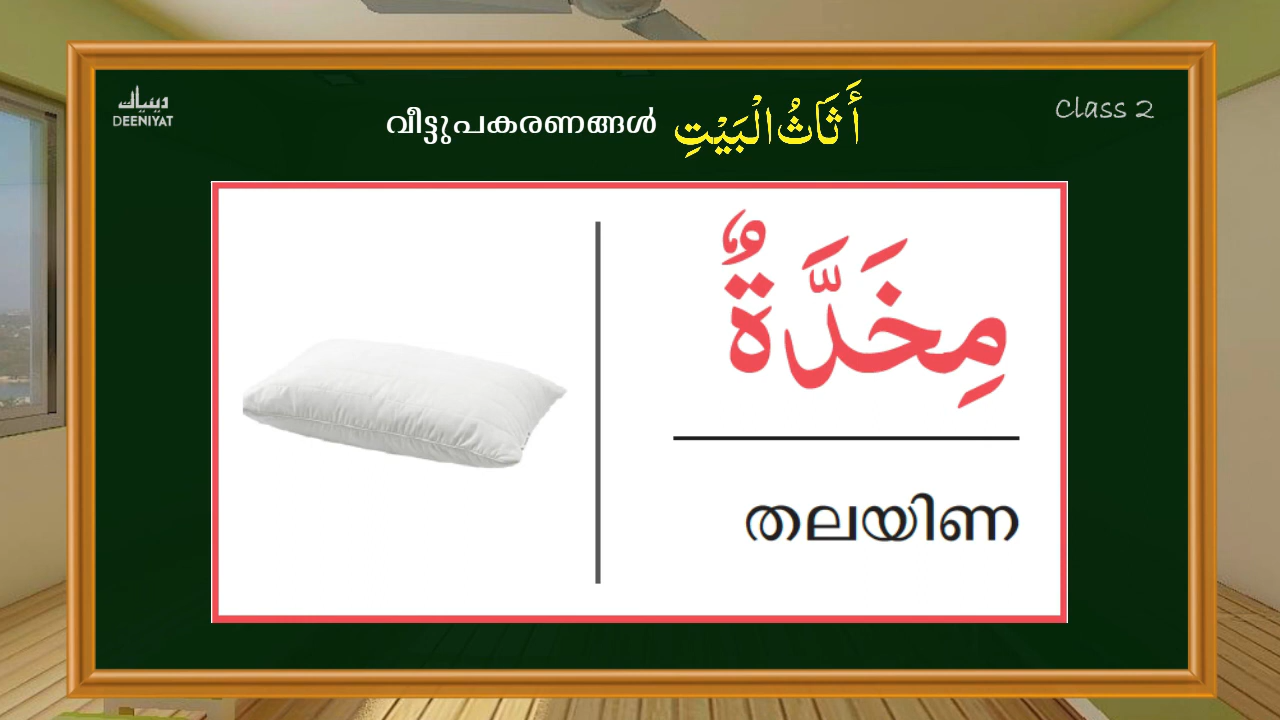 دينيات
DEENIYAT
വീട്ടുപകരണങ്ങൾ أَثَاثُ الْبَيْتِ
Class 2
مِخَدَّةٌ
തലയിണ